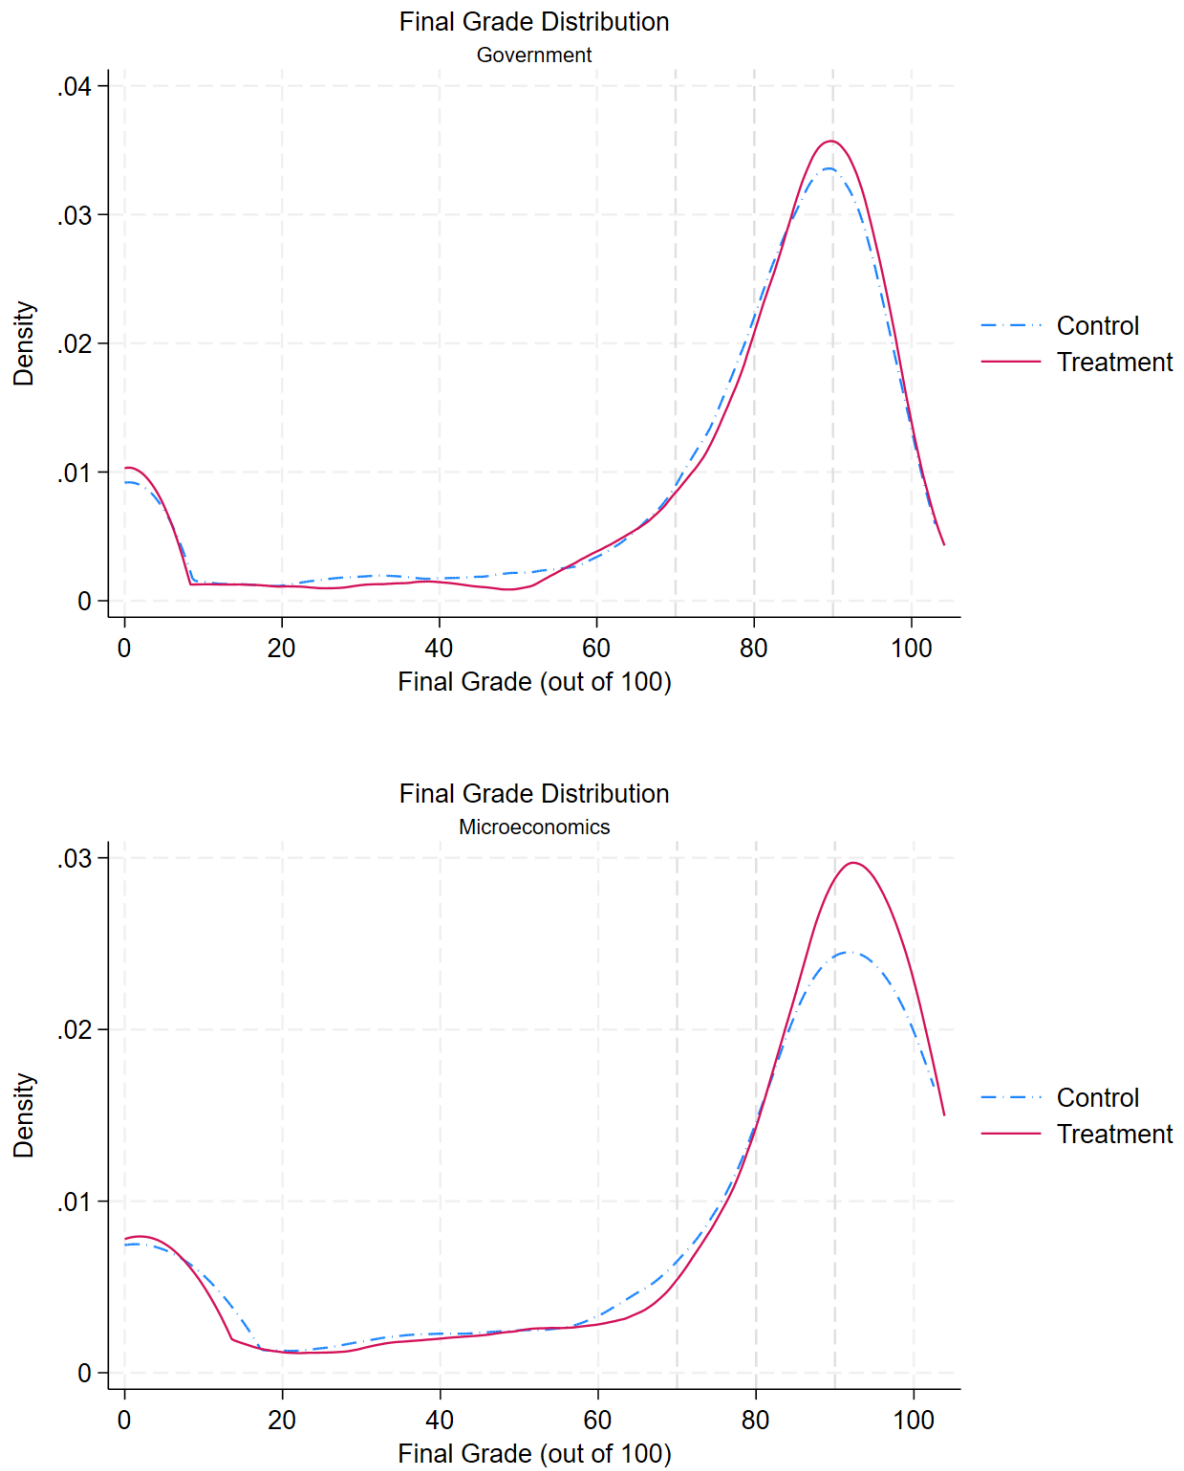 Final Grade Distribution
Government
.04
.03
.02
.01
0
Density
0 20 40 60 80 100
Final Grade (out of 100)
Control
Treatment
Final Grade Distribution
Microeconomics
.03
.02
.01
0
Density
0 20 40 60 80 100
Final Grade (out of 100)
Control
Treatment